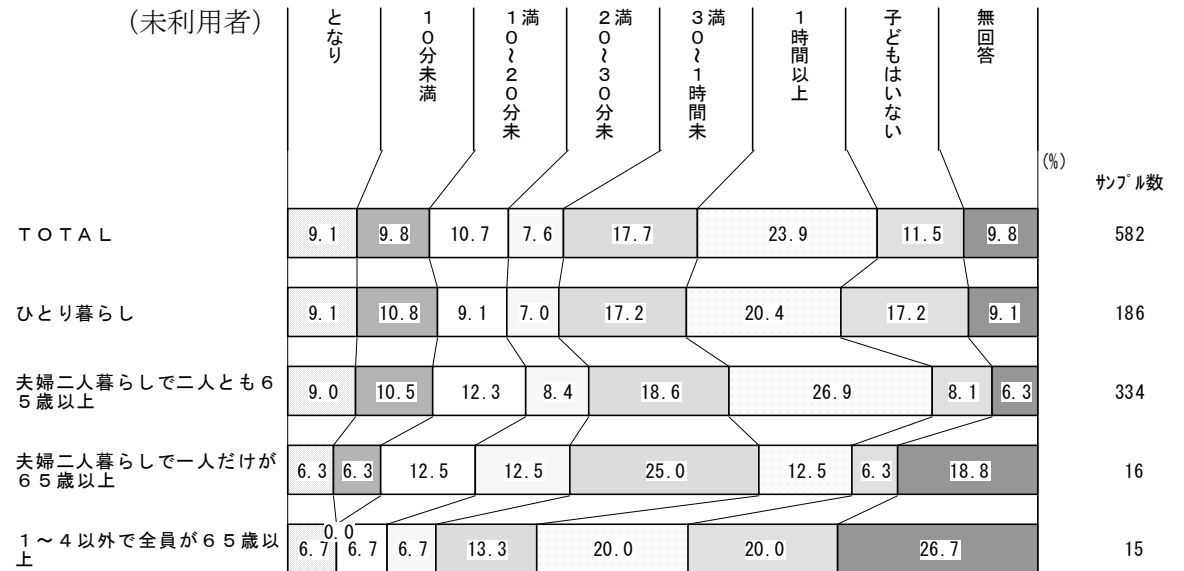 (未利用者)
となり
１０分未満
１０～２０分未
満
２０～３０分未
満
３０～１時間未
満
１時間以上
子どもはいない
無回答
(%)
ｻﾝﾌﾟﾙ数
ＴＯＴＡＬ 9.1 9.8 10.7 7.6 17.7 23.9 11.5 9.8 582
ひとり暮らし 9.1 10.8 9.1 7.0 17.2 20.4 17.2 9.1 186
夫婦二人暮らしで二人とも６
５歳以上 9.0 10.5 12.3 8.4 18.6 26.9 8.1 6.3 334
夫婦二人暮らしで一人だけが
６５歳以上 6.3 6.3 12.5 12.5 25.0 12.5 6.3 18.8 16
0.0
１～４以外で全員が６５歳以
上 6.7 6.7 6.7 13.3 20.0 20.0 26.7 15